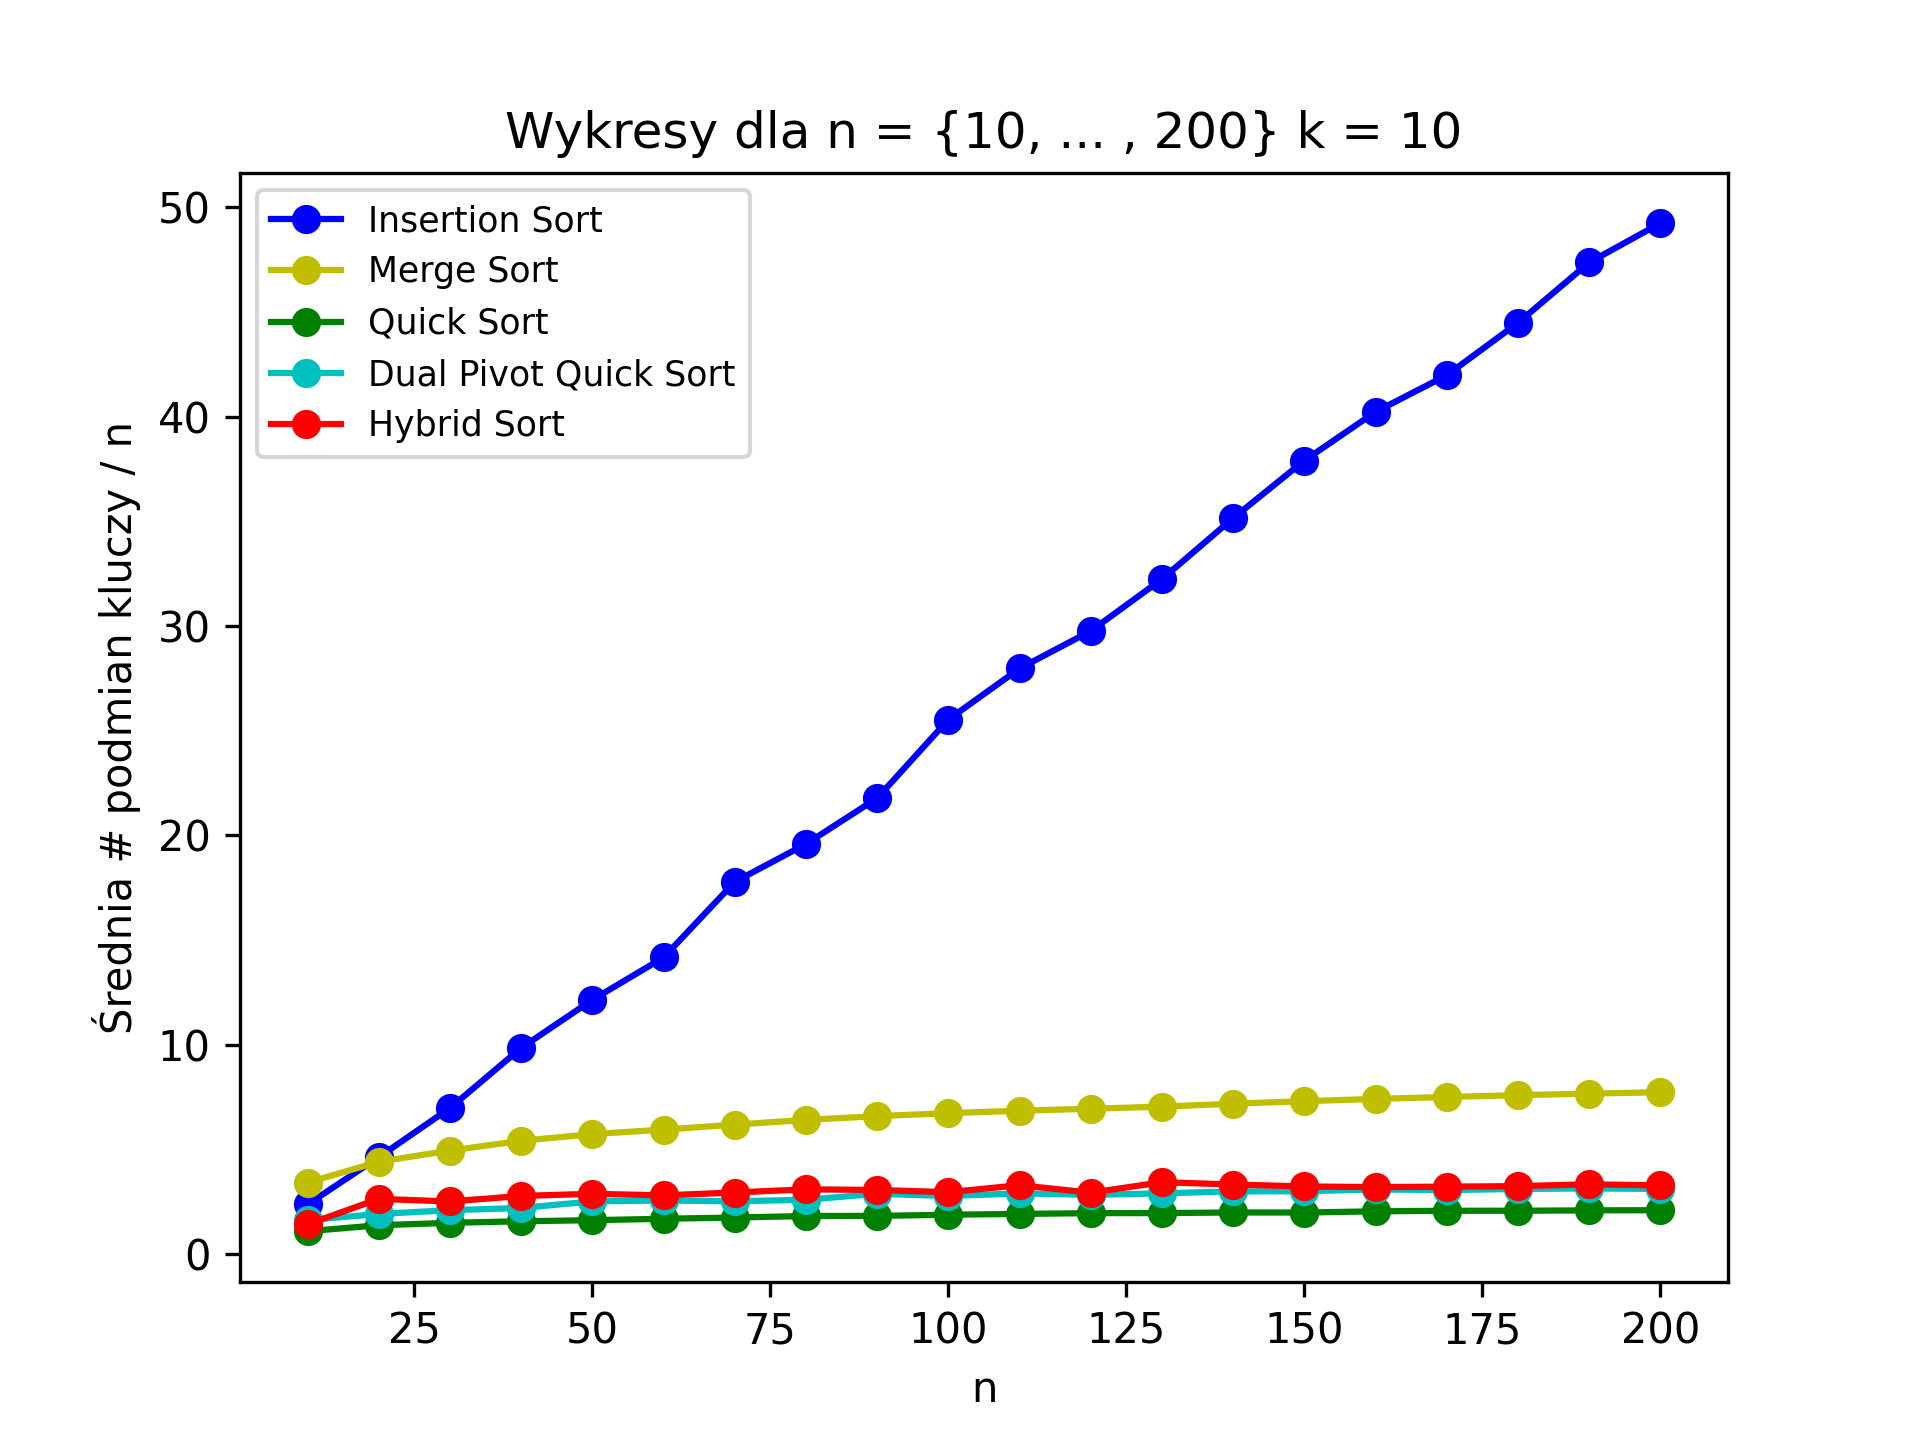 Wykresy dla n = {10, ... , 200} k = 10
Insertion Sort
Merge Sort
Quick Sort
Dual Pivot Quick Sort
Hybrid Sort
Średnia # podmian kluczy / n
50
40
30
20
10
0
25 50 75 100 125 150 175 200
n